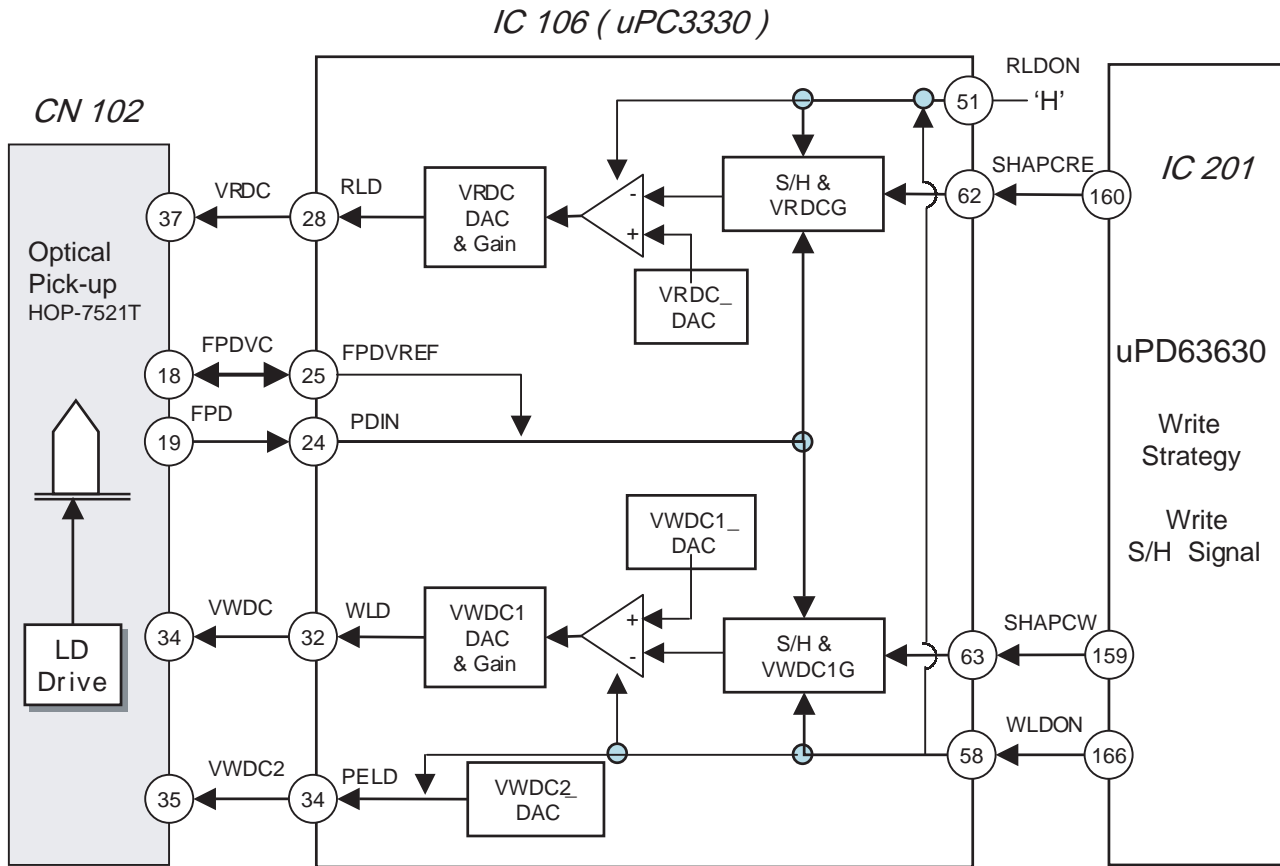 IC 106 ( uPC3330 )
CN 102
RLDON
51
'H'
IC 201
SHAPCRE
62
160
VRDC
37
RLD
28
VRDC
DAC
& Gain
-
+
S/H &
VRDCG
VRDC_
DAC
Optical
Pick-up
HOP-7521T
FPDVC
18
FPDVREF
25
FPD
19
PDIN
24
uPD63630
Write
Strategy
Write
S/H Signal
VWDC1_
DAC
VWDC
34
WLD
32
VWDC1
DAC
& Gain
+
-
S/H &
VWDC1G
SHAPCW
63
159
LD
Drive
WLDON
58
166
VWDC2
35
PELD
34
VWDC2_
DAC